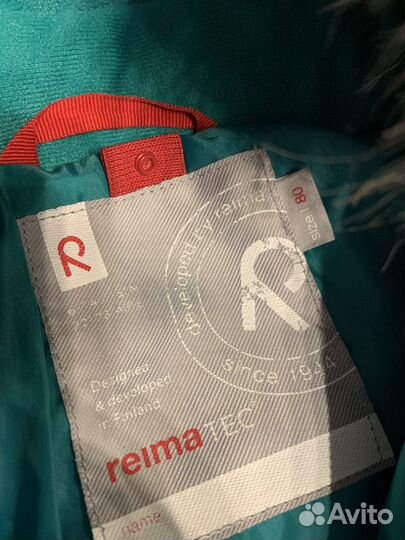 size | 80
developed by reima
since 1944
Designed
& developed
in Finland
reimaTEC
name
Avito